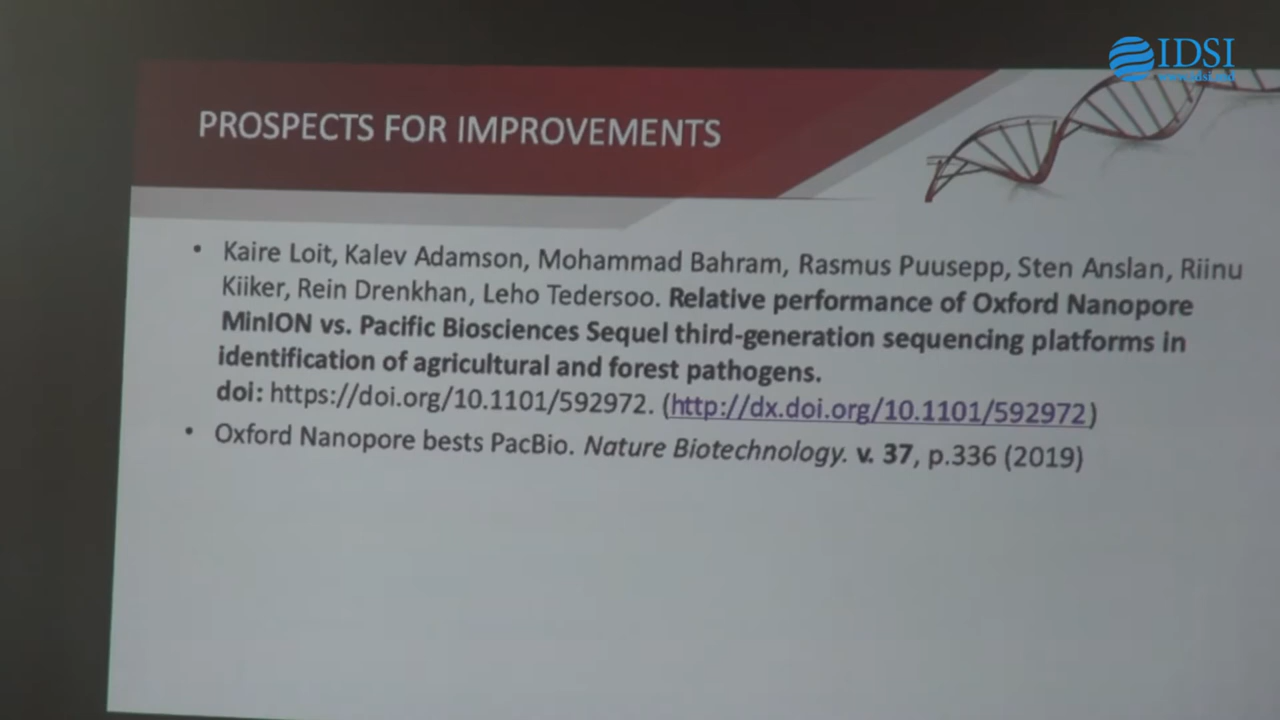 IDSI
PROSPECTS FOR IMPROVEMENTS
• Kaire Loit, Kalev Adamson, Mohammad Bahram, Rasmus Puusepp, Sten Anslan, Riinu
Kiiker, Rein Drenkhan, Leho Tedersoo. Relative performance of Oxford Nanopore
MinION vs. Pacific Biosciences Sequel third-generation sequencing platforms in
identification of agricultural and forest pathogens.
doi: https://doi.org/10.1101/592972. (http://dx.doi.org/10.1101/592972)
• Oxford Nanopore bests PacBio. Nature Biotechnology. v. 37, p.336 (2019)